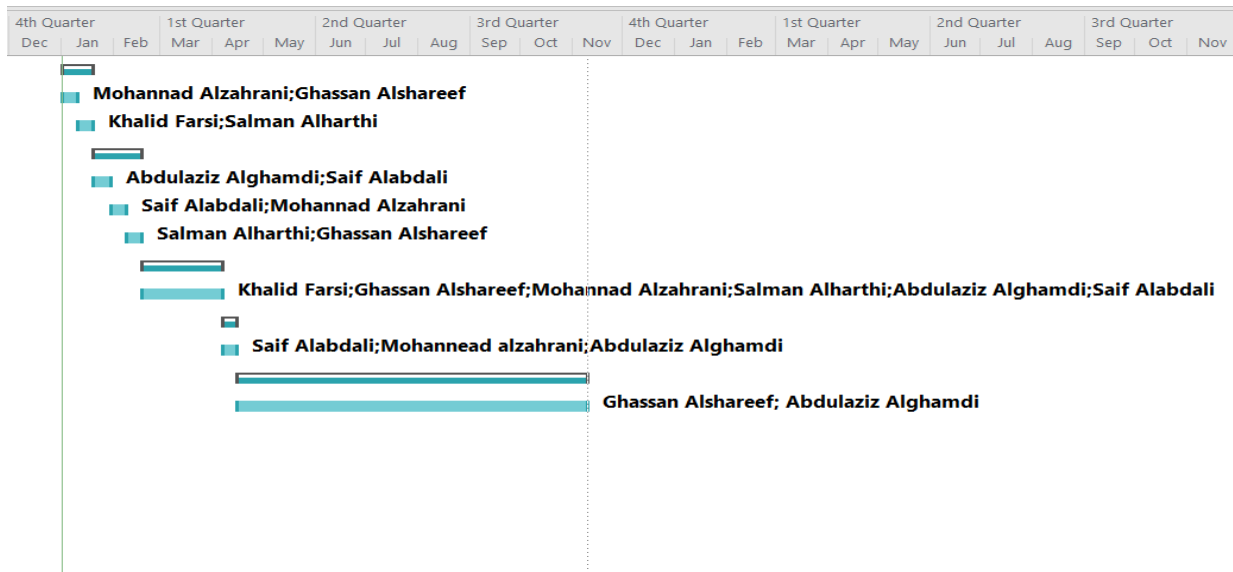 4th Quarter 1st Quarter 2nd Quarter 3rd Quarter 4th Quarter 1st Quarter 2nd Quarter 3rd Quarter
Dec Jan Feb Mar Apr May Jun Jul Aug Sep Oct Nov Dec Jan Feb Mar Apr May Jun Jul Aug Sep Oct Nov
Mohannad Alzahrani;Ghassan Alshareef
Khalid Farsi;Salman Alharthi
Abdulaziz Alghamdi;Saif Alabdali
Saif Alabdali;Mohannad Alzahrani
Salman Alharthi;Ghassan Alshareef
Khalid Farsi;Ghassan Alshareef;Mohannad Alzahrani;Salman Alharthi;Abdulaziz Alghamdi;Saif Alabdali
Saif Alabdali;Mohannead alzahrani;Abdulaziz Alghamdi
Ghassan Alshareef; Abdulaziz Alghamdi